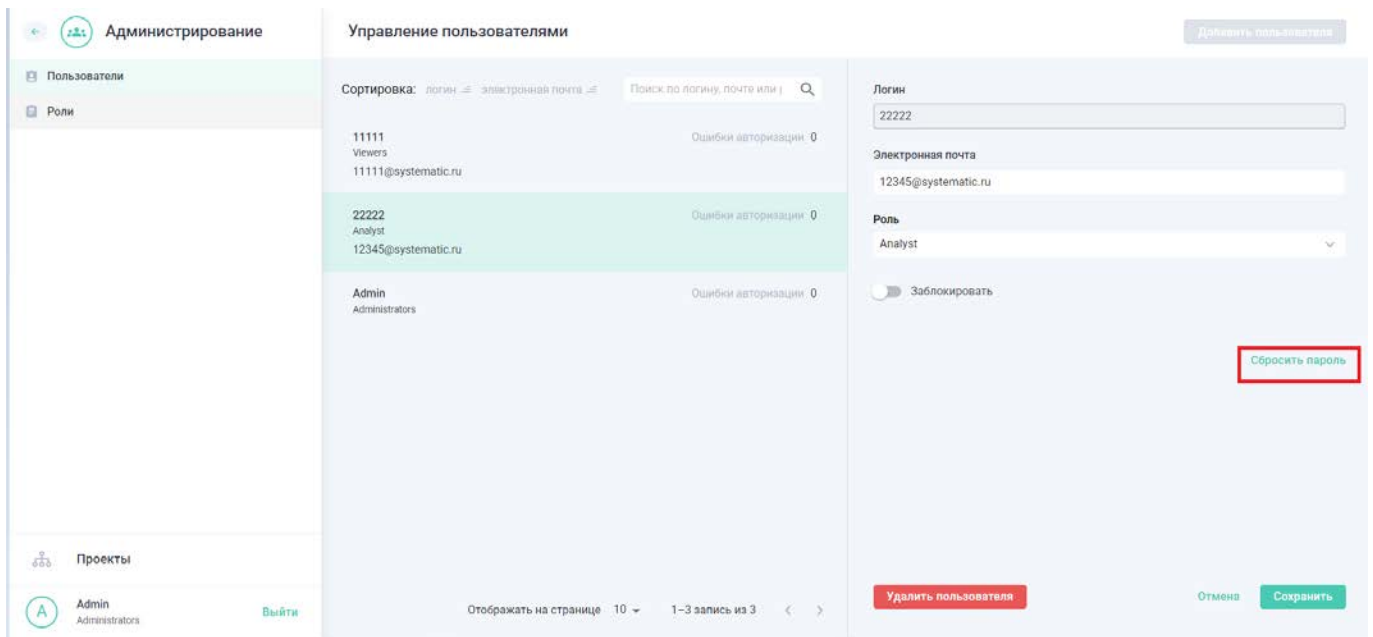 Администрирование
Пользователи
Роли
Проекты
A
Admin
Administrators
Выйти
Управление пользователями
Добавить пользователя
Сортировка: логин электронная почта
Поиск по логину, почте или
11111
Viewers
11111@systematic.ru
Ошибки авторизации 0
22222
Analyst
12345@systematic.ru
Ошибки авторизации 0
Admin
Administrators
Ошибки авторизации 0
Отображать на странице 10
1–3 запись из 3
Логин
22222
Электронная почта
12345@systematic.ru
Роль
Analyst
Заблокировать
Сбросить пароль
Удалить пользователя
Отмена
Сохранить